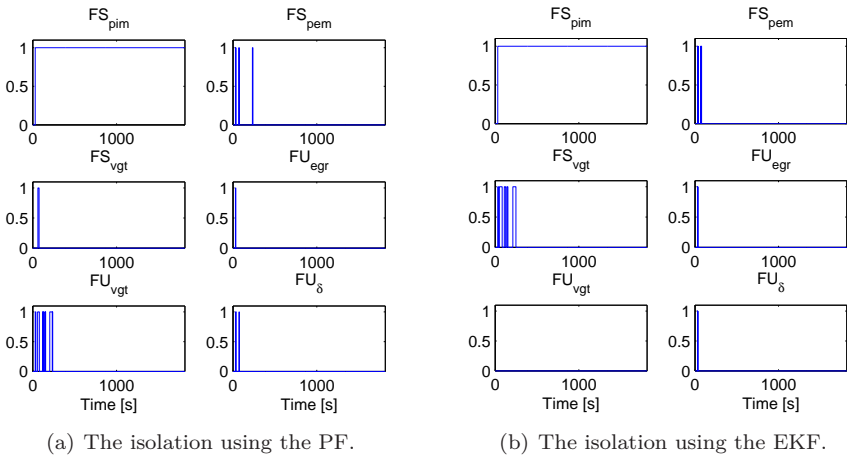 FS_pim
1
0.5
0
0 1000
FS_pem
1
0.5
0
0 1000
FS_vgt
1
0.5
0
0 1000
FU_egr
1
0.5
0
0 1000
FU_vgt
1
0.5
0
0 1000
Time [s]
FU_δ
1
0.5
0
0 1000
Time [s]
(a) The isolation using the PF.
FS_pim
1
0.5
0
0 1000
FS_pem
1
0.5
0
0 1000
FS_vgt
1
0.5
0
0 1000
FU_egr
1
0.5
0
0 1000
FU_vgt
1
0.5
0
0 1000
Time [s]
FU_δ
1
0.5
0
0 1000
Time [s]
(b) The isolation using the EKF.